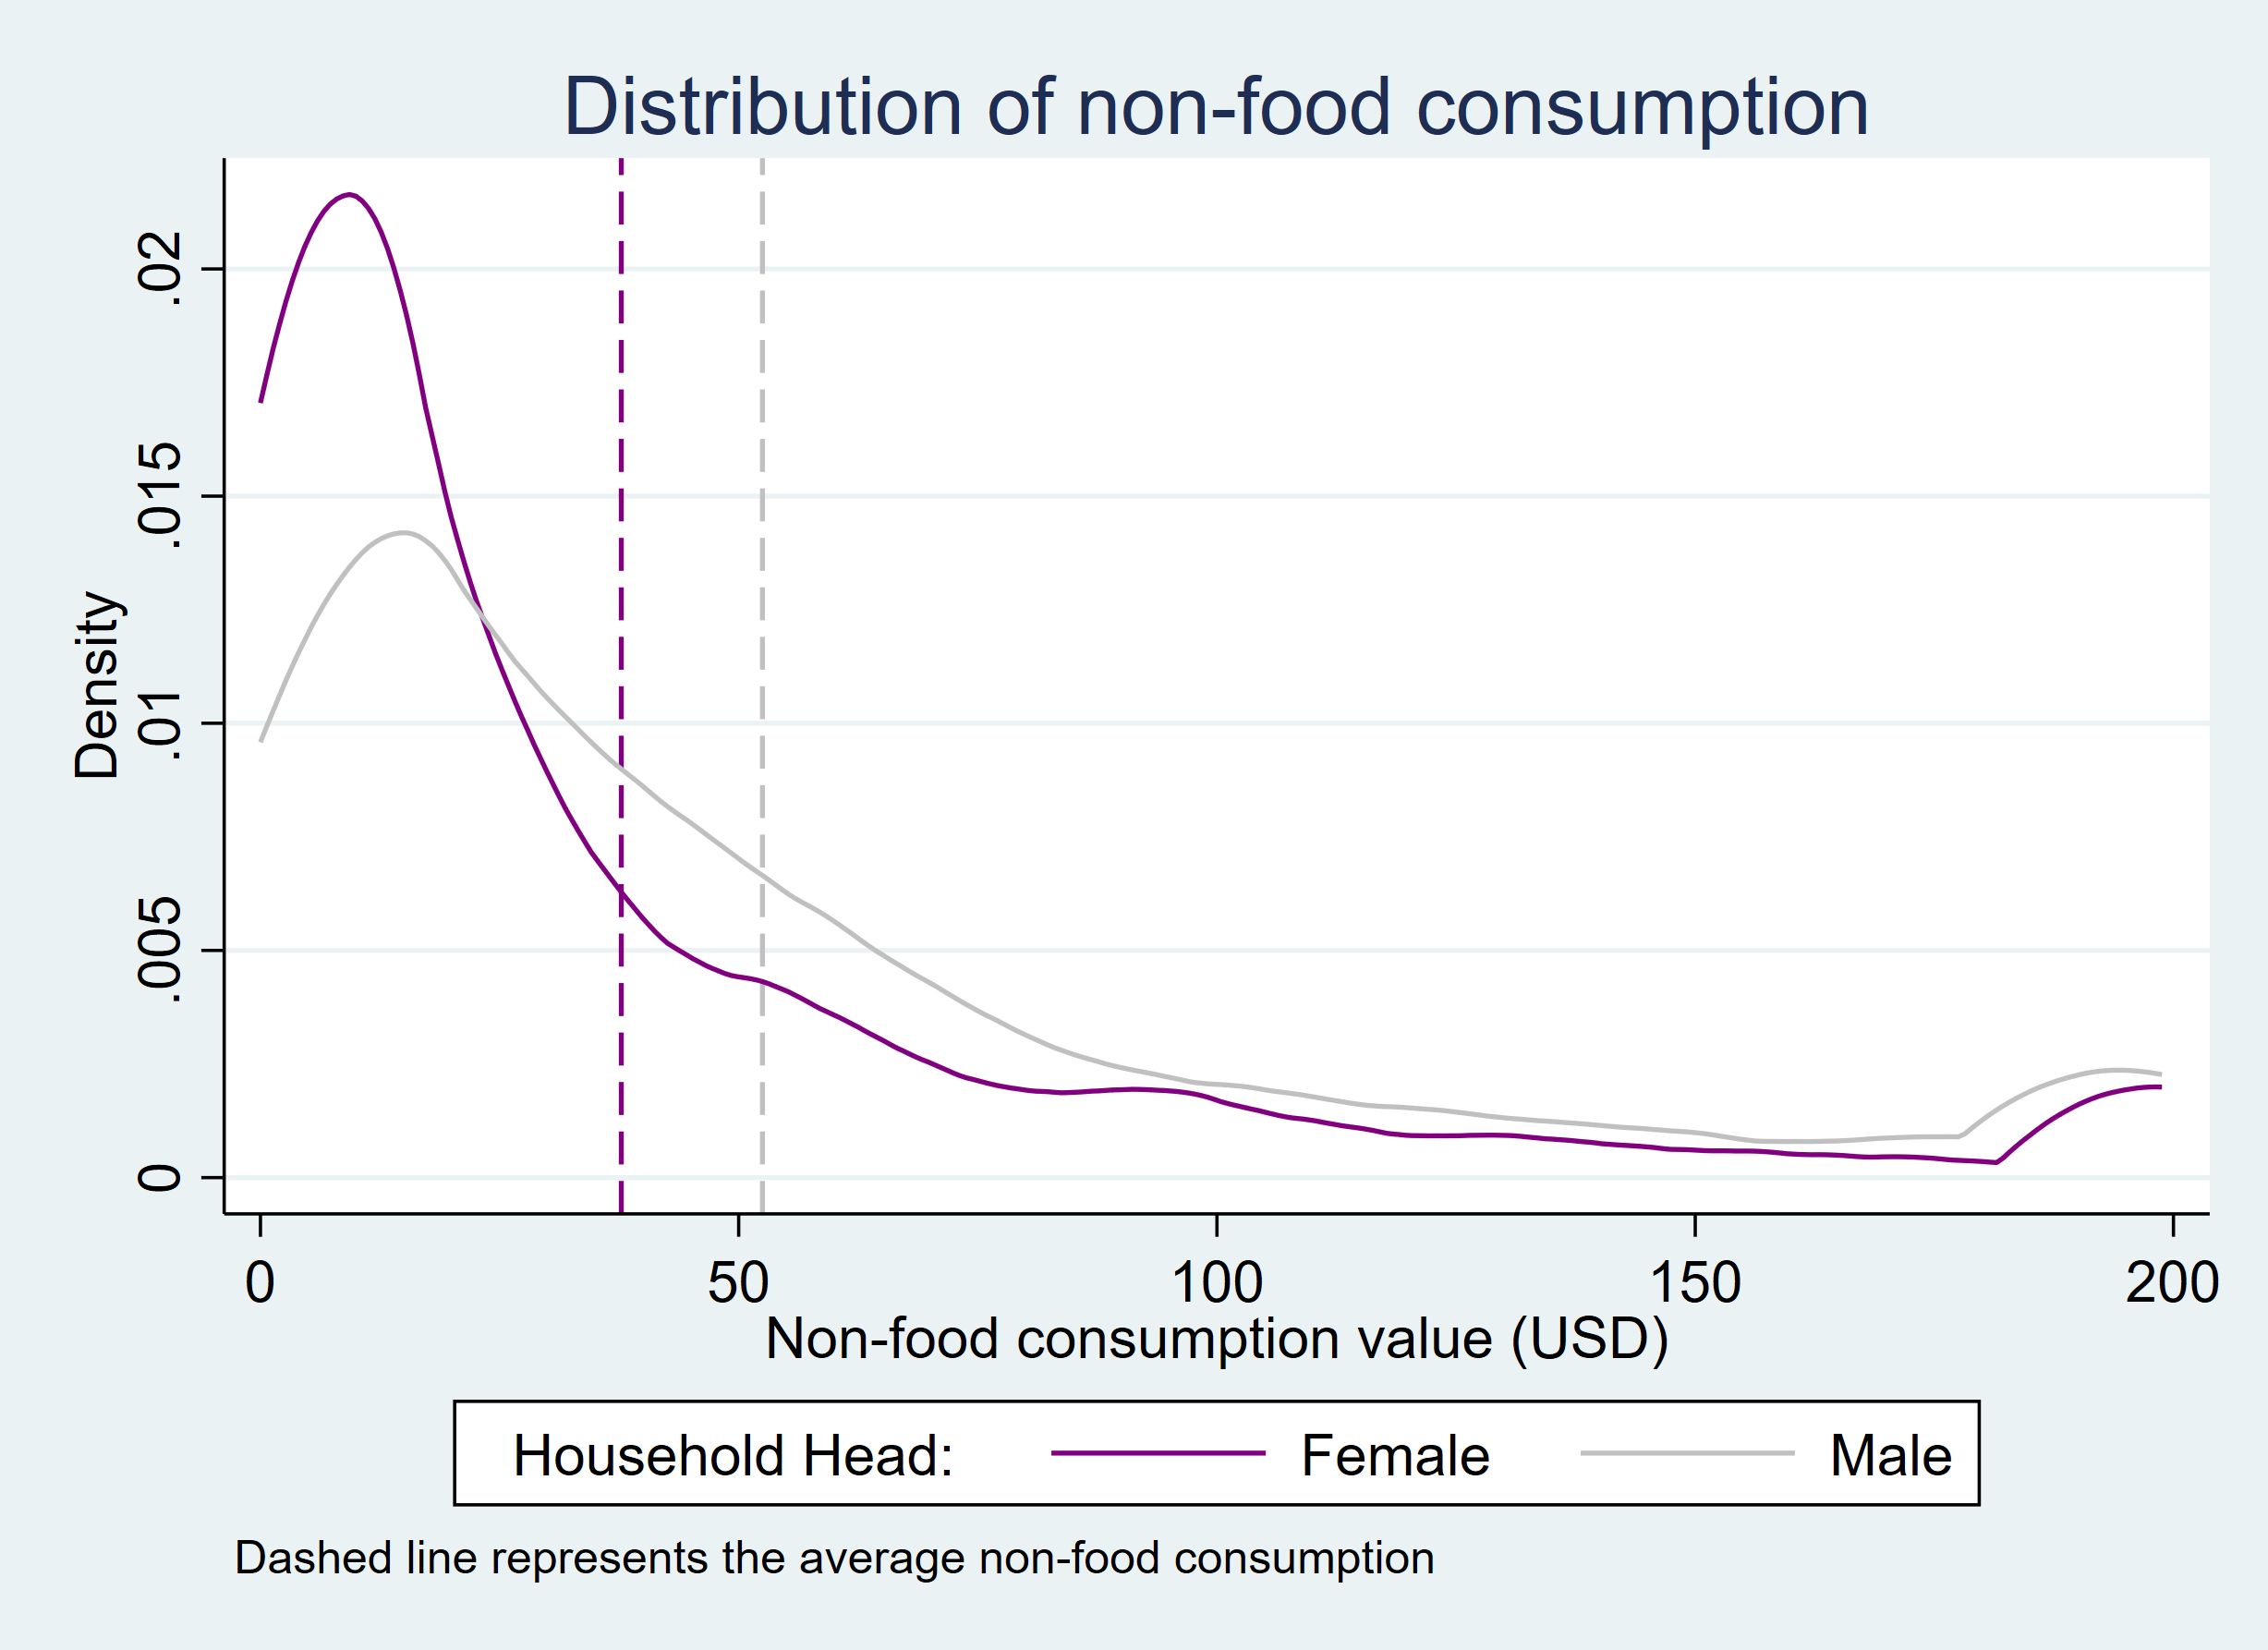 Distribution of non-food consumption
Density
.02
.015
.01
.005
0
0 50 100 150 200
Non-food consumption value (USD)
Household Head: Female Male
Dashed line represents the average non-food consumption